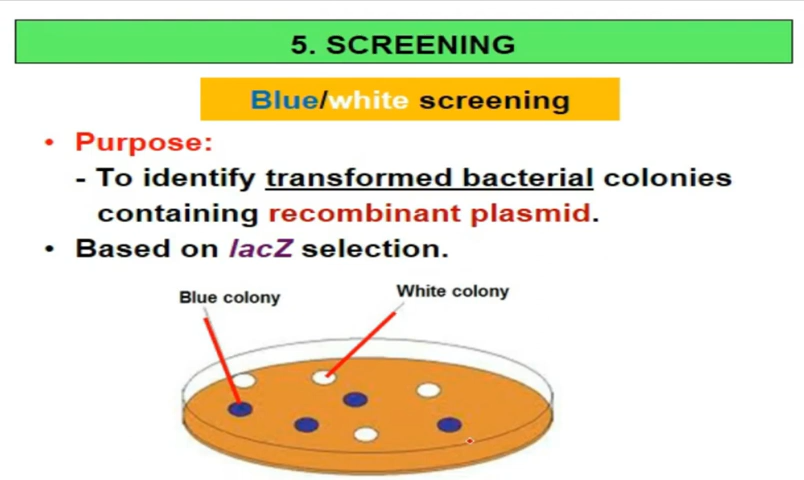 5. SCREENING
Blue/white screening
• Purpose:
- To identify transformed bacterial colonies
containing recombinant plasmid.
• Based on lacZ selection.
Blue colony
White colony